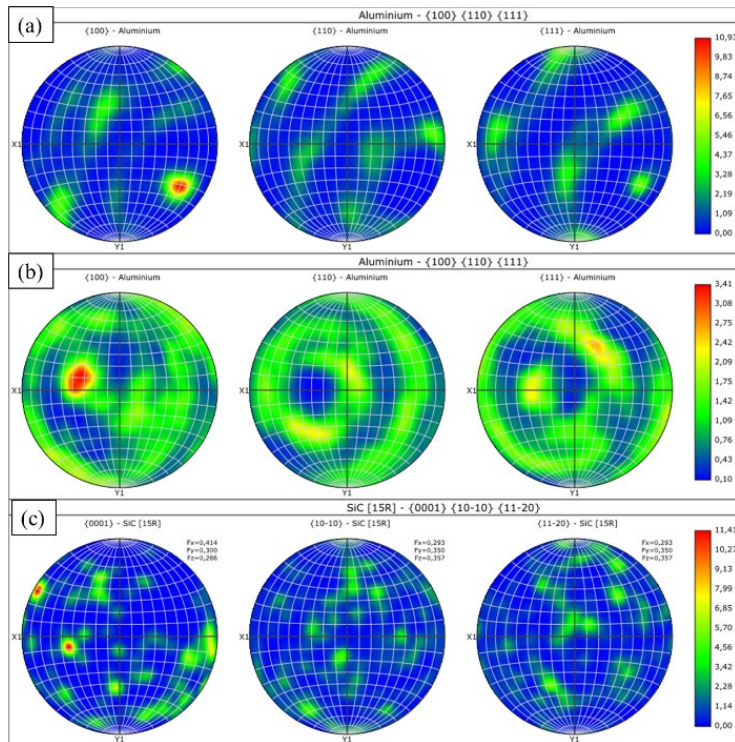 (a)
Aluminium - {100} {110} {111}
{100} - Aluminium
{110} - Aluminium
{111} - Aluminium
X1
Y1
X1
Y1
X1
Y1
10,93
9,83
8,74
7,65
6,56
5,46
4,37
3,28
2,19
1,09
0,00
(b)
Aluminium - {100} {110} {111}
{100} - Aluminium
{110} - Aluminium
{111} - Aluminium
X1
Y1
X1
Y1
X1
Y1
3,41
3,08
2,75
2,42
2,09
1,75
1,42
1,09
0,76
0,43
0,10
(c)
SiC [15R] - {0001} {10-10} {11-20}
{0001} - SiC [15R]
Fx=0,414
Fy=0,300
Fz=0,286
{10-10} - SiC [15R]
Fx=0,293
Fy=0,350
Fz=0,357
{11-20} - SiC [15R]
Fx=0,293
Fy=0,350
Fz=0,357
X1
Y1
X1
Y1
X1
Y1
11,41
10,27
9,13
7,99
6,85
5,70
4,56
3,42
2,28
1,14
0,00